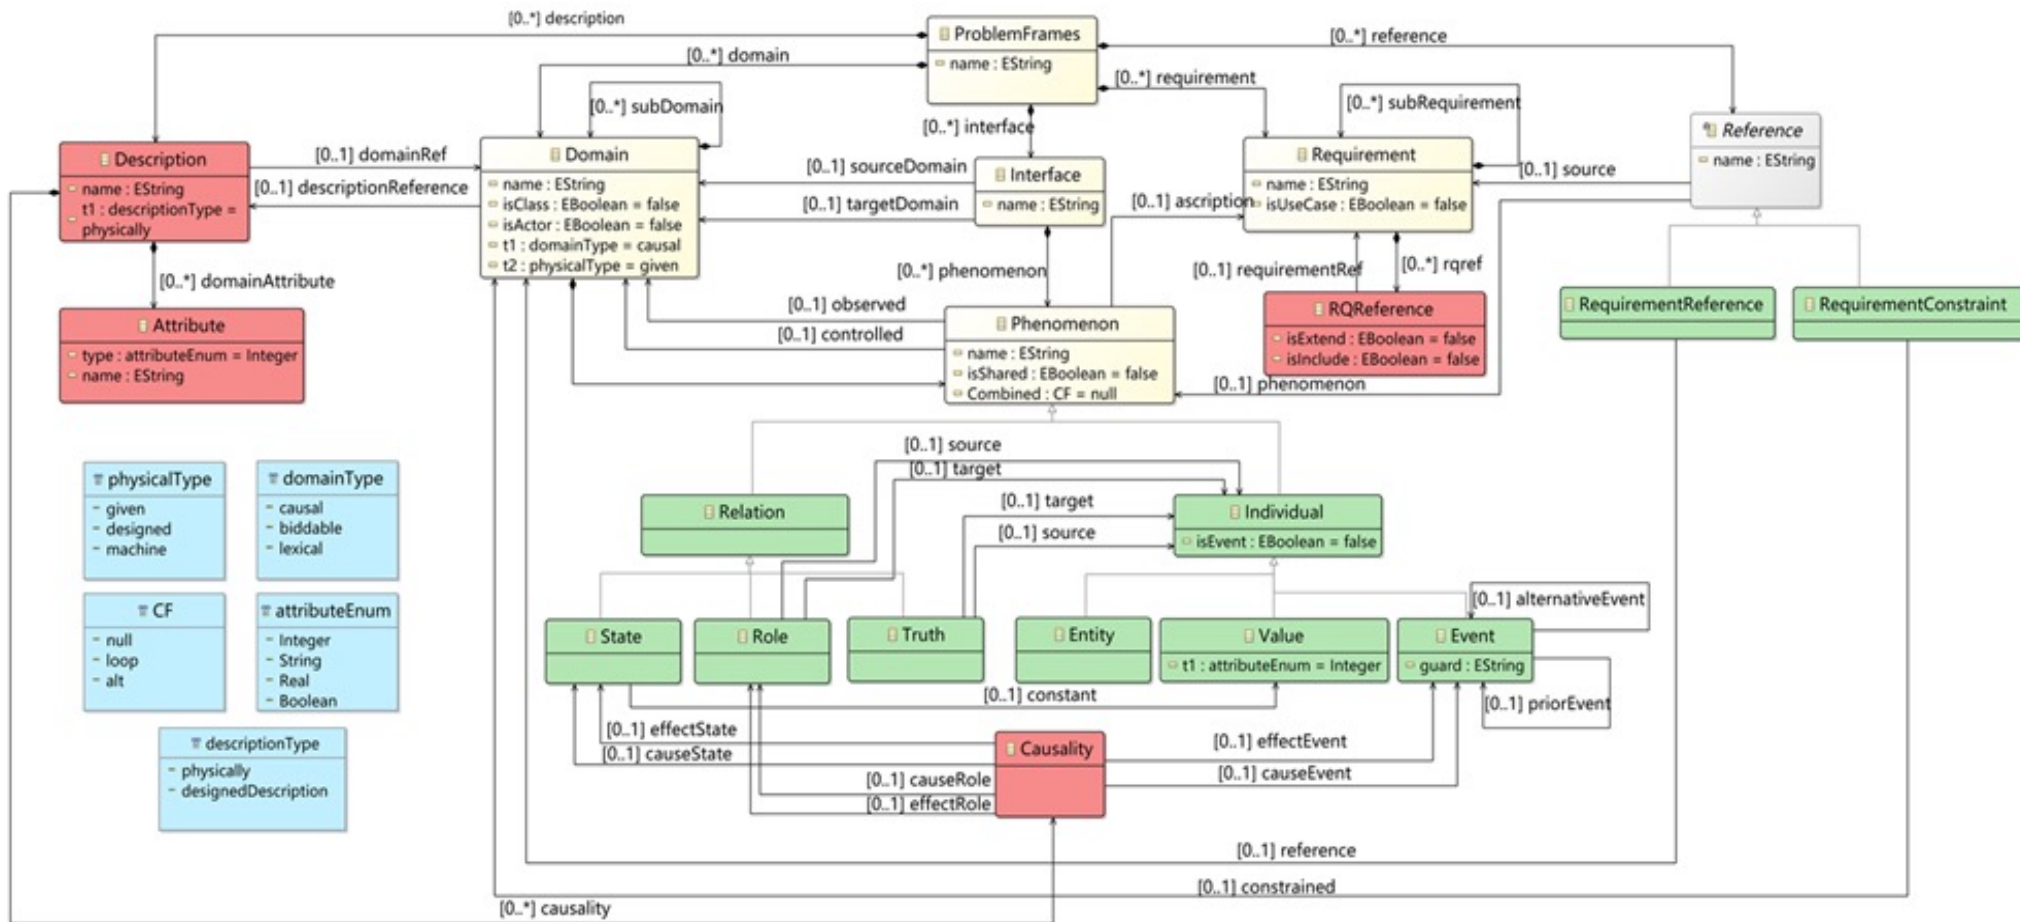 [0..*] description
ProblemFrames
name : EString
[0..*] reference
[0..*] domain
[0..*] requirement
[0..*] subDomain
[0..*] interface
[0..*] subRequirement
Reference
name : EString
Description
name : EString
t1 : descriptionType =
physically
[0..1] domainRef
[0..1] descriptionReference
Domain
name : EString
isClass : EBoolean = false
isActor : EBoolean = false
t1 : domainType = causal
t2 : physicalType = given
[0..1] sourceDomain
[0..1] targetDomain
Interface
name : EString
[0..1] ascription
Requirement
name : EString
isUseCase : EBoolean = false
[0..1] source
[0..*] domainAttribute
[0..*] phenomenon
[0..1] requirementRef
[0..*] rqref
Attribute
type : attributeEnum = Integer
name : EString
[0..1] observed
[0..1] controlled
Phenomenon
name : EString
isShared : EBoolean = false
Combined : CF = null
RQReference
isExtend : EBoolean = false
isInclude : EBoolean = false
RequirementReference
RequirementConstraint
[0..1] phenomenon
physicalType
given
designed
machine
domainType
causal
biddable
lexical
[0..1] source
[0..1] target
[0..1] target
[0..1] source
Relation
Individual
isEvent : EBoolean = false
CF
null
loop
alt
attributeEnum
Integer
String
Real
Boolean
[0..1] alternativeEvent
State
Role
Truth
Entity
Value
t1 : attributeEnum = Integer
Event
guard : EString
[0..1] constant
[0..1] priorEvent
descriptionType
physically
designedDescription
[0..1] effectState
[0..1] causeState
[0..1] causeRole
[0..1] effectRole
Causality
[0..1] effectEvent
[0..1] causeEvent
[0..1] reference
[0..1] constrained
[0..*] causality